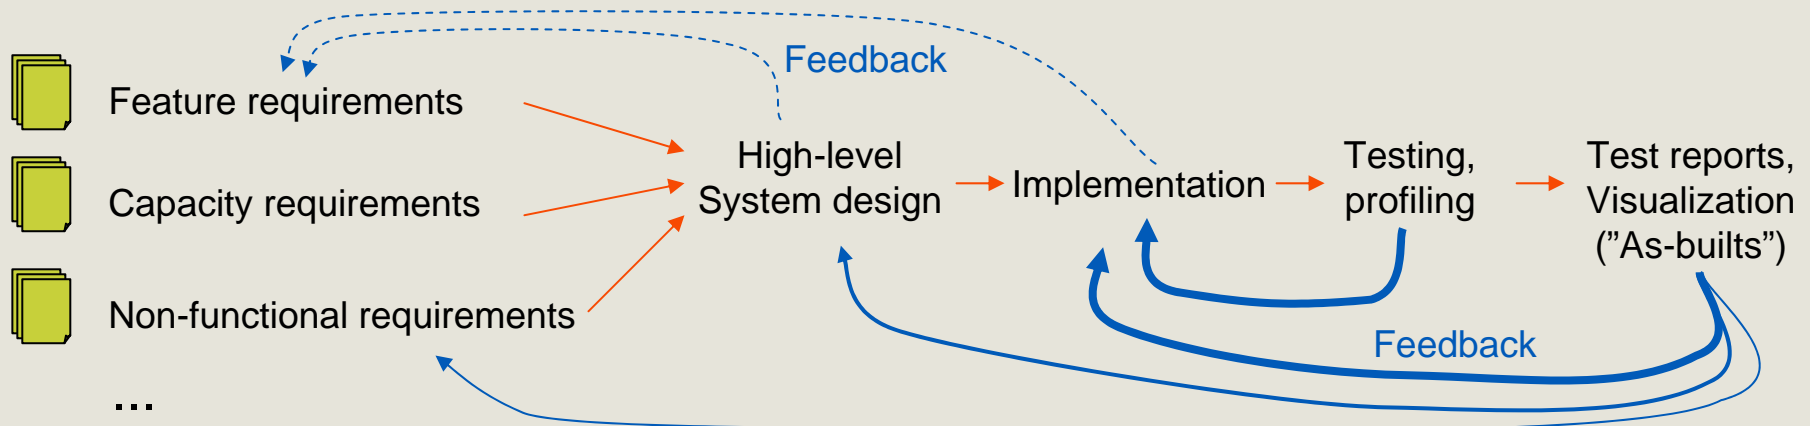 Feedback
Feature requirements
Capacity requirements
Non-functional requirements
...
High-level
System design
Implementation
Testing,
profiling
Test reports,
Visualization
(”As-builts”)
Feedback